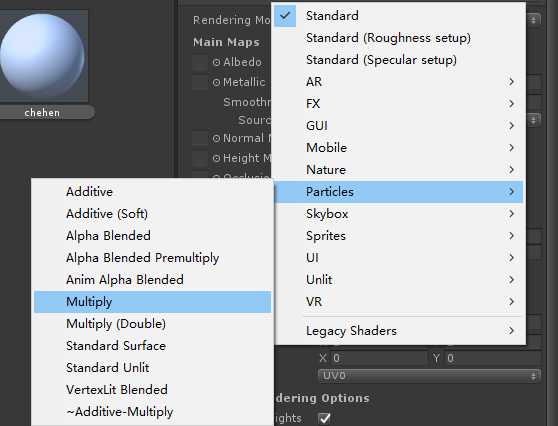 Rendering Mo
Main Maps
Albedo
Metallic
Smoothn
Sour
Normal M
Height M
Occlusio
chehen
Standard
Standard (Roughness setup)
Standard (Specular setup)
AR
FX
GUI
Mobile
Nature
Particles
Skybox
Sprites
UI
Unlit
VR
Legacy Shaders
Additive
Additive (Soft)
Alpha Blended
Alpha Blended Premultiply
Anim Alpha Blended
Multiply
Multiply (Double)
Standard Surface
Standard Unlit
VertexLit Blended
~Additive-Multiply
X 0 Y 0
UV0
dering Options
ights